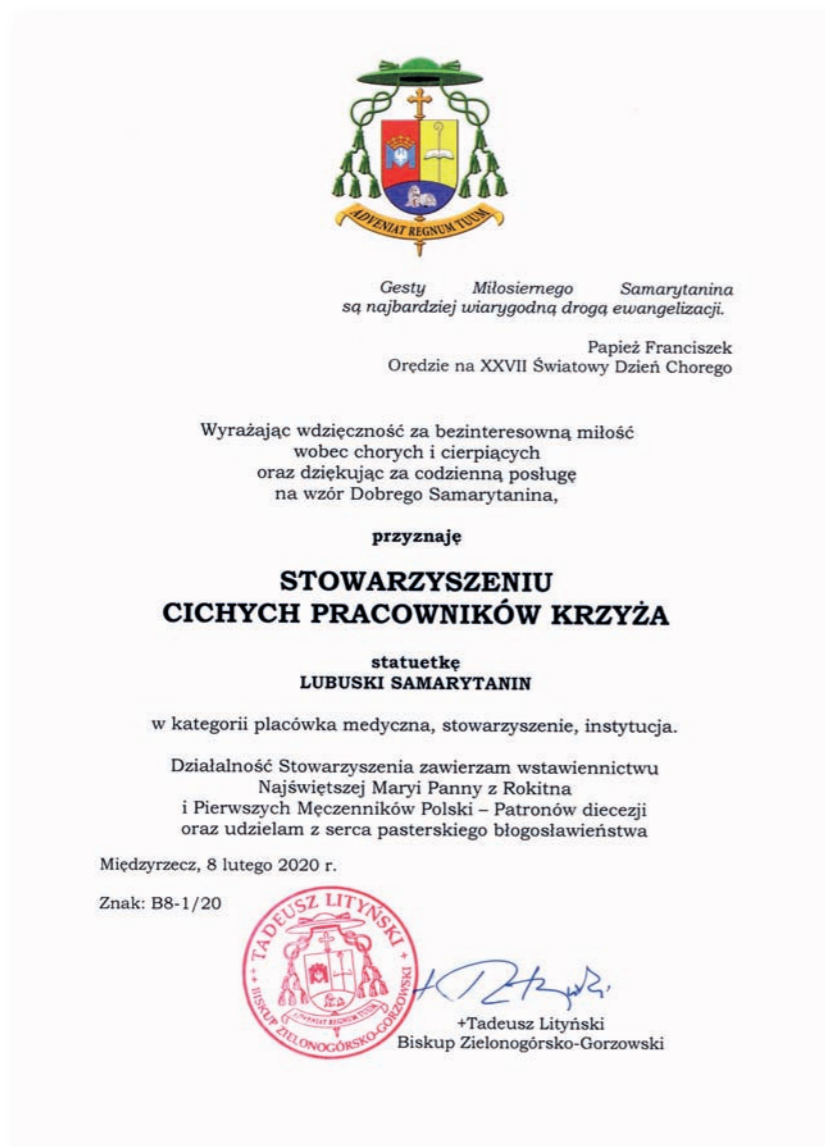 ADVENIAT REGNUM TUUM
Gesty Miłosiernego Samarytanina
są najbardziej wiarygodną drogą ewangelizacji.
Papież Franciszek
Orędzie na XXVII Światowy Dzień Chorego
Wyrażając wdzięczność za bezinteresowną miłość
wobec chorych i cierpiących
oraz dziękując za codzienną posługę
na wzór Dobrego Samarytanina,
przyznaję
STOWARZYSZENIU
CICHYCH PRACOWNIKÓW KRZYŻA
statuetkę
LUBUSKI SAMARYTANIN
w kategorii placówka medyczna, stowarzyszenie, instytucja.
Działalność Stowarzyszenia zawierzam wstawiennictwu
Najświętszej Maryi Panny z Rokitna
i Pierwszych Męczenników Polski – Patronów diecezji
oraz udzielam z serca pasterskiego błogosławieństwa
Międzyrzecz, 8 lutego 2020 r.
Znak: B8-1/20
TADEUSZ LITYŃSKI
BISKUP ZIELONOGÓRSKO-GORZOWSKI
ADVENIAT REGNUM TUUM
+Tadeusz Lityński
Biskup Zielonogórsko-Gorzowski